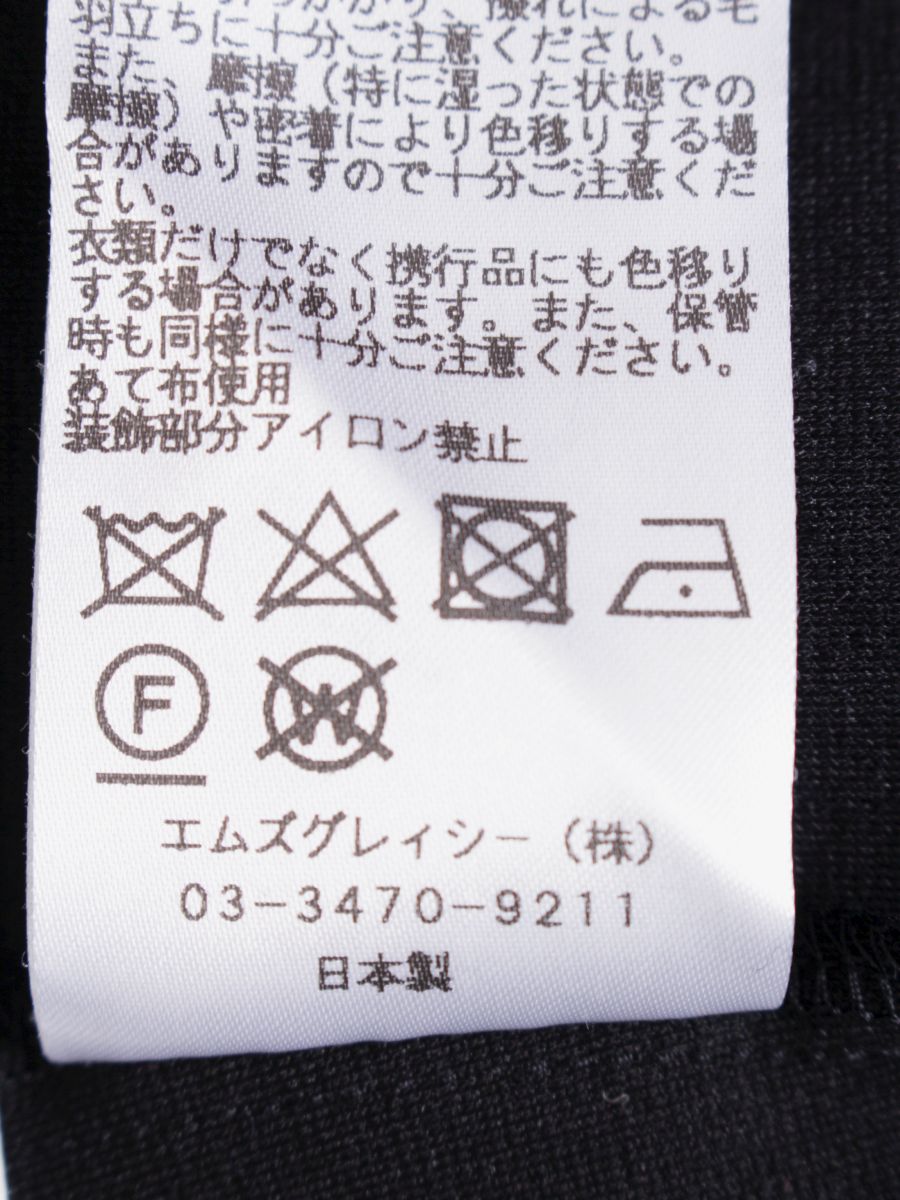 羽立ちに十分ご注意ください。
また、摩擦(特に湿った状態での
摩擦)や密着により色移りする場
合があります ので十分ご注意くだ
さい。
衣類だけでなく携行品にも色移り
する場合があります。また、保管
時も同様に十分ご注意ください。
あて布使用
装飾部分アイロン禁止
F
W
エムズグレイシー(株)
03-3470-9211
日本製